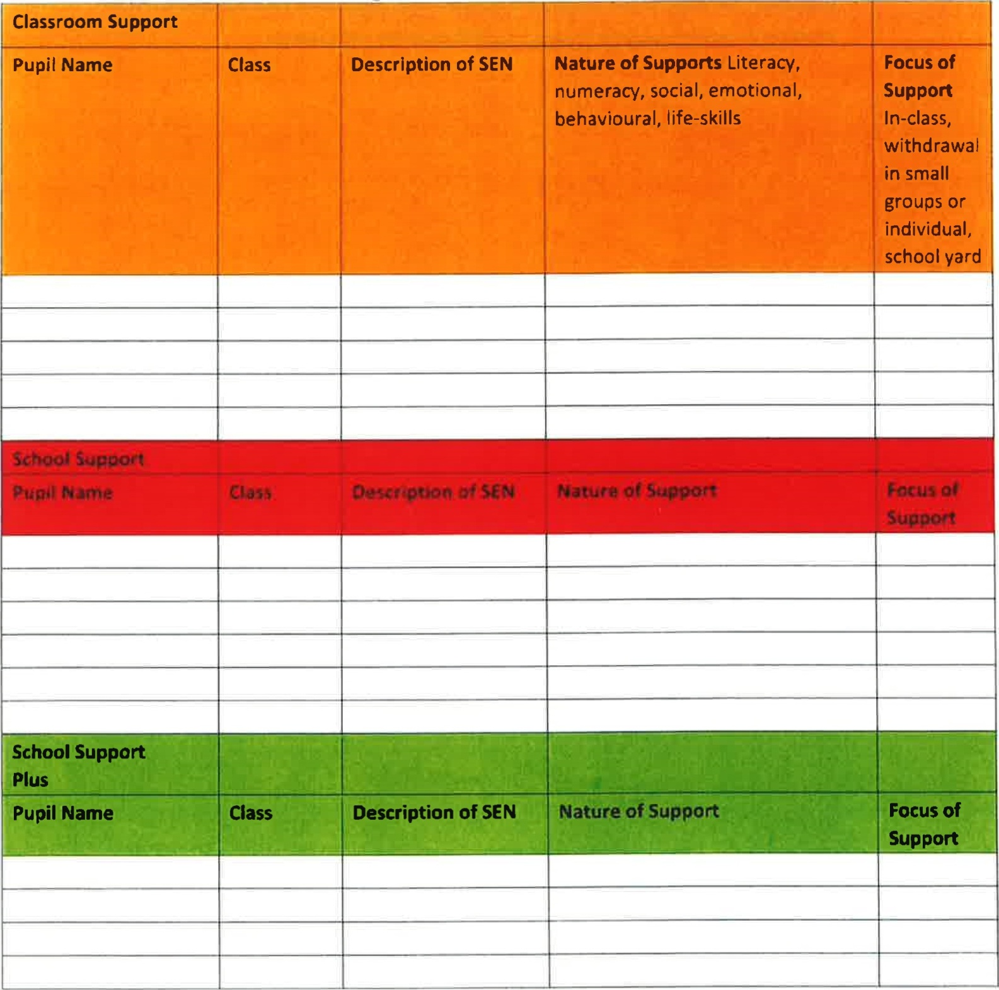 Classroom Support
Pupil Name Class Description of SEN Nature of Supports Literacy, Focus of
numeracy, social, emotional, Support
behavioural, life-skills In-class,
withdrawal
in small
groups or
individual,
school yard
School Support
Pupil Name Class Description of SEN Nature of Support Focus of
Support
School Support
Plus
Pupil Name Class Description of SEN Nature of Support Focus of
Support